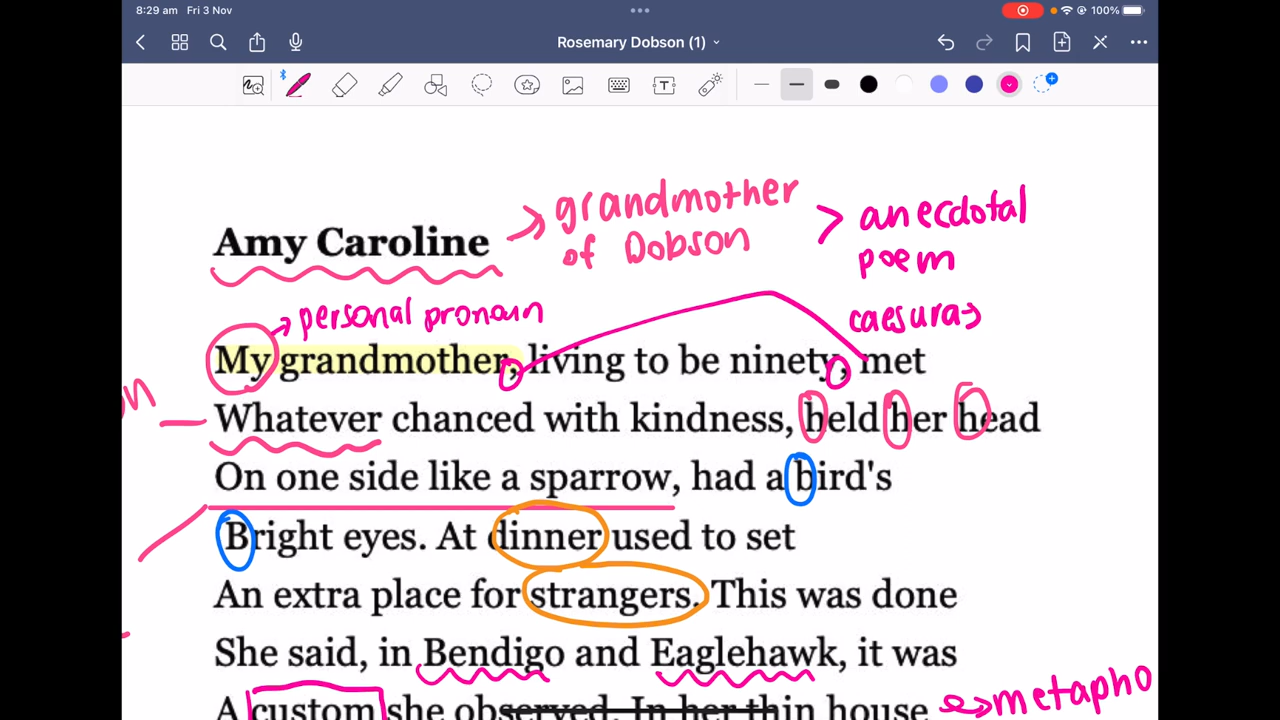 8:29 am Fri 3 Nov
100%
Rosemary Dobson (1)
T
Amy Caroline
grandmother
of Dobson
anecdotal
poem
personal pronoun
caesuras
My grandmother, living to be ninety, met
Whatever chanced with kindness, held her head
On one side like a sparrow, had a bird's
Bright eyes. At dinner used to set
An extra place for strangers. This was done
She said, in Bendigo and Eaglehawk, it was
A custom she observed. In her thin house
metapho